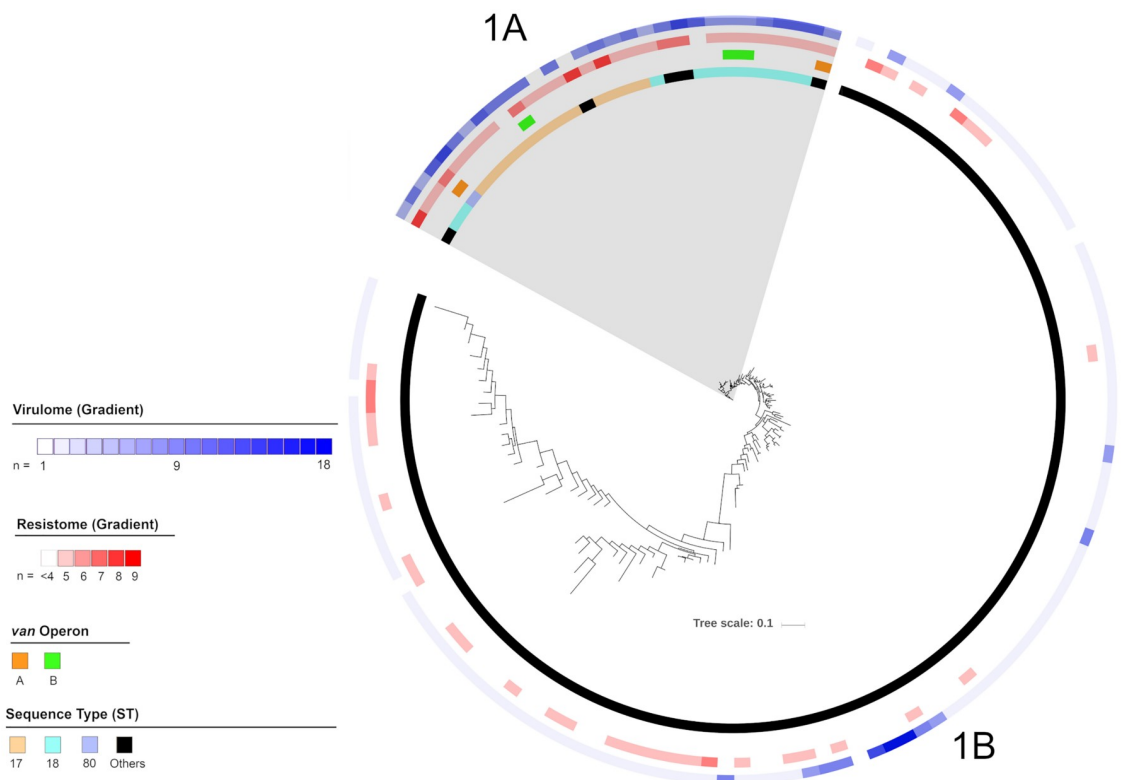 1A
Virulome (Gradient)
n = 1 9 18
Resistome (Gradient)
n = <4 5 6 7 8 9
van Operon
A B
Tree scale: 0.1
Sequence Type (ST)
1B
17 18 80 Others